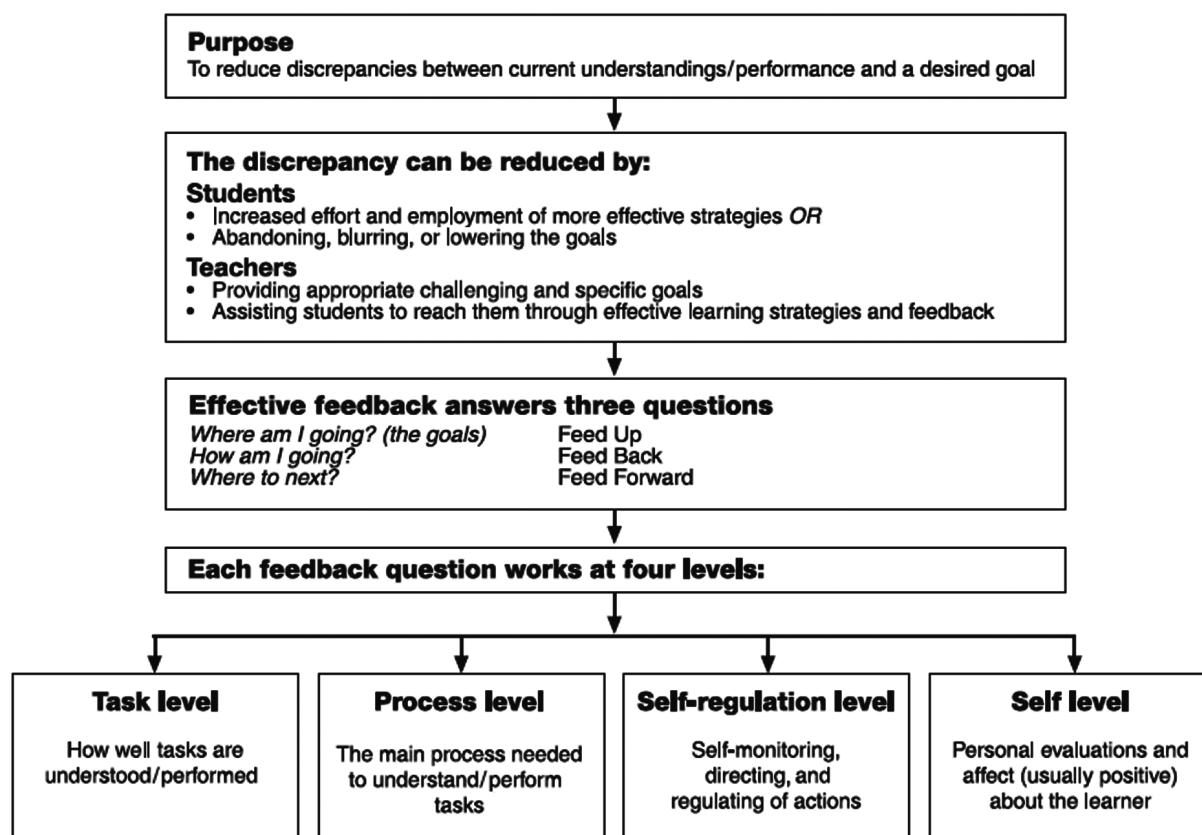 Purpose
To reduce discrepancies between current understandings/performance and a desired goal
The discrepancy can be reduced by:
Students
• Increased effort and employment of more effective strategies OR
• Abandoning, blurring, or lowering the goals
Teachers
• Providing appropriate challenging and specific goals
• Assisting students to reach them through effective learning strategies and feedback
Effective feedback answers three questions
Where am I going? (the goals) Feed Up
How am I going? Feed Back
Where to next? Feed Forward
Each feedback question works at four levels:
Task level
How well tasks are
understood/performed
Process level
The main process needed
to understand/perform
tasks
Self-regulation level
Self-monitoring,
directing, and
regulating of actions
Self level
Personal evaluations and
affect (usually positive)
about the learner